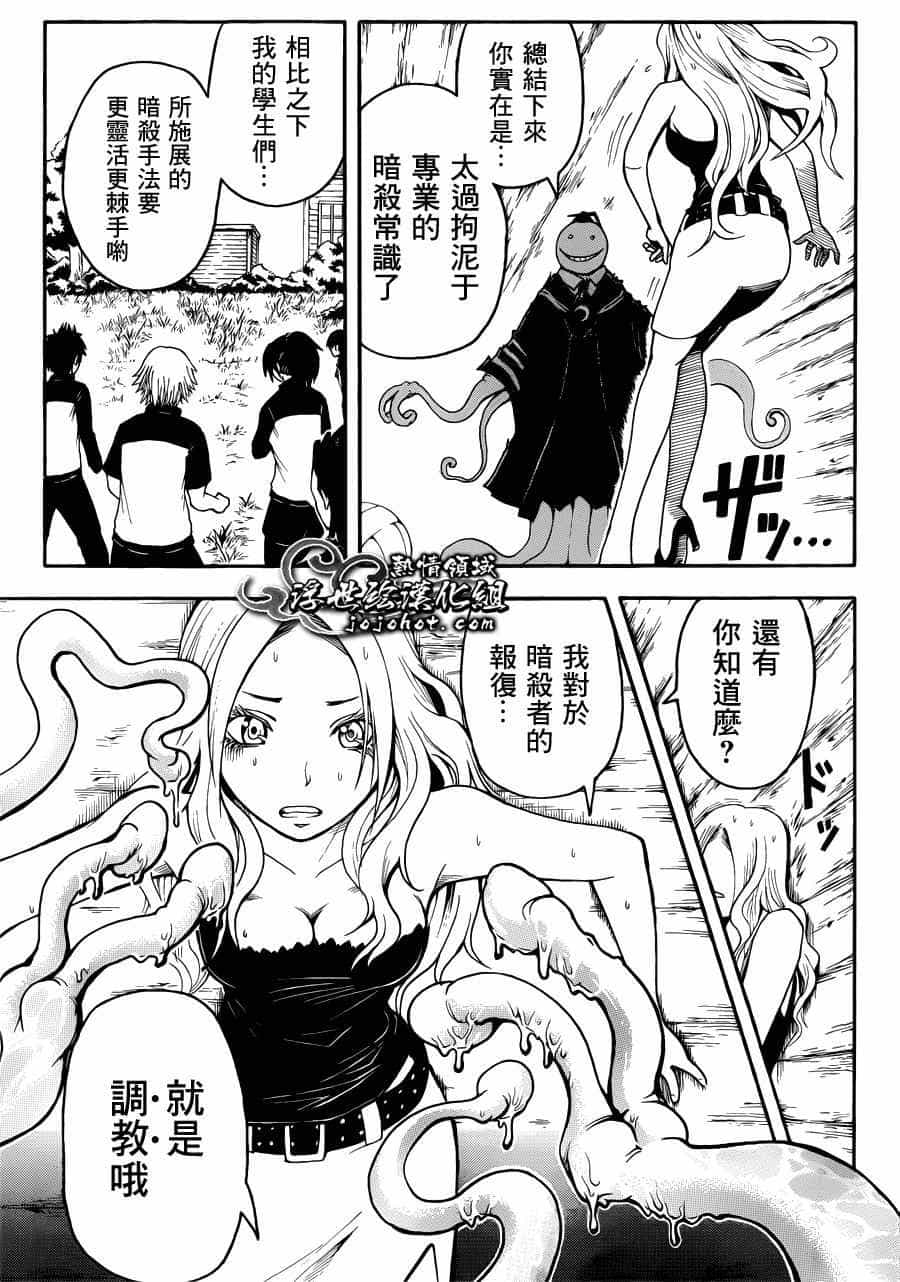 總結下來
你實在是…
太過拘泥于
專業的
暗殺常識了
ザッ…
相比之下
我的學生們…
所施展的
暗殺手法要
更靈活更棘手喲
還有
你知道麼?
ドドド
我對於
暗殺者的
報復…
熱情領域
浮世绘漢化組
jojohot.com
就是
調教哦